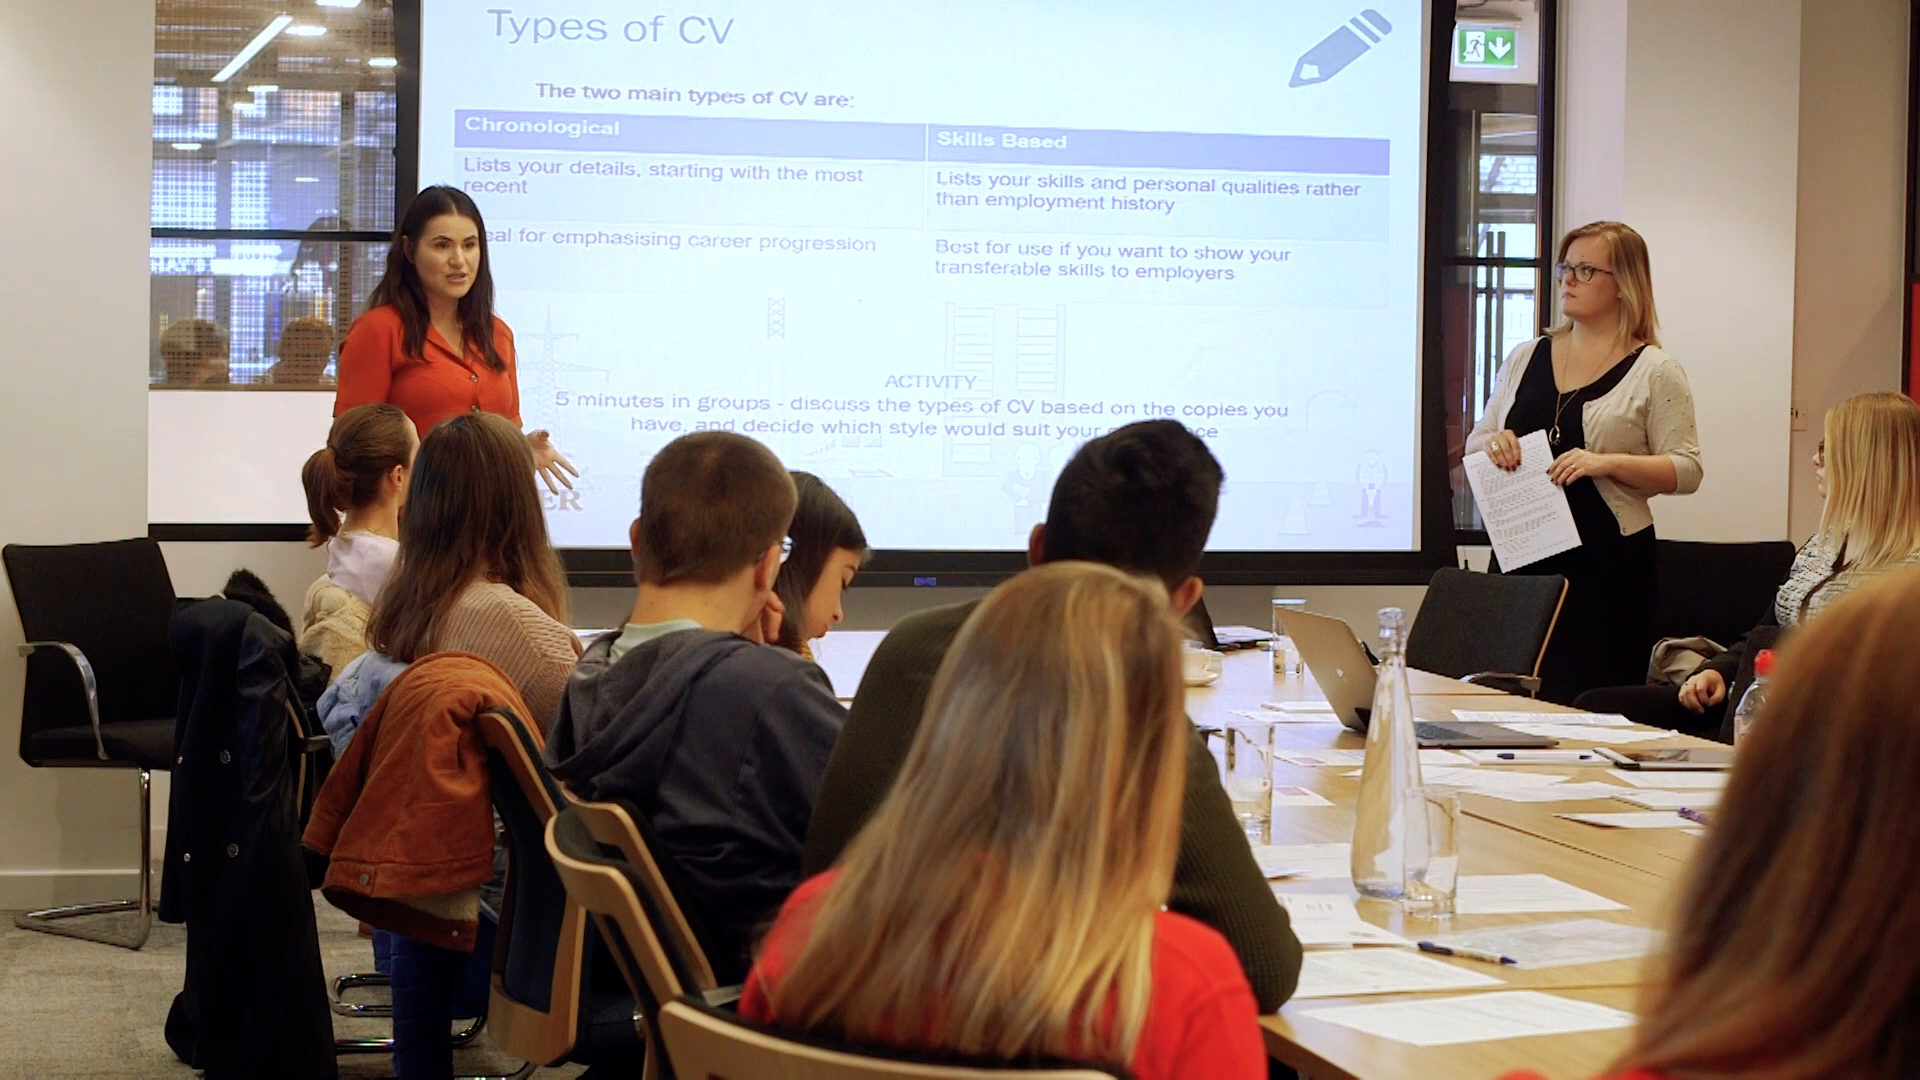 Types of CV
The two main types of CV are:
Chronological
Skills Based
Lists your details, starting with the most
recent
Lists your skills and personal qualities rather
than employment history
eal for emphasising career progression
Best for use if you want to show your
transferable skills to employers
ACTIVITY
5 minutes in groups - discuss the types of CV based on the copies you
have, and decide which style would suit your
ER